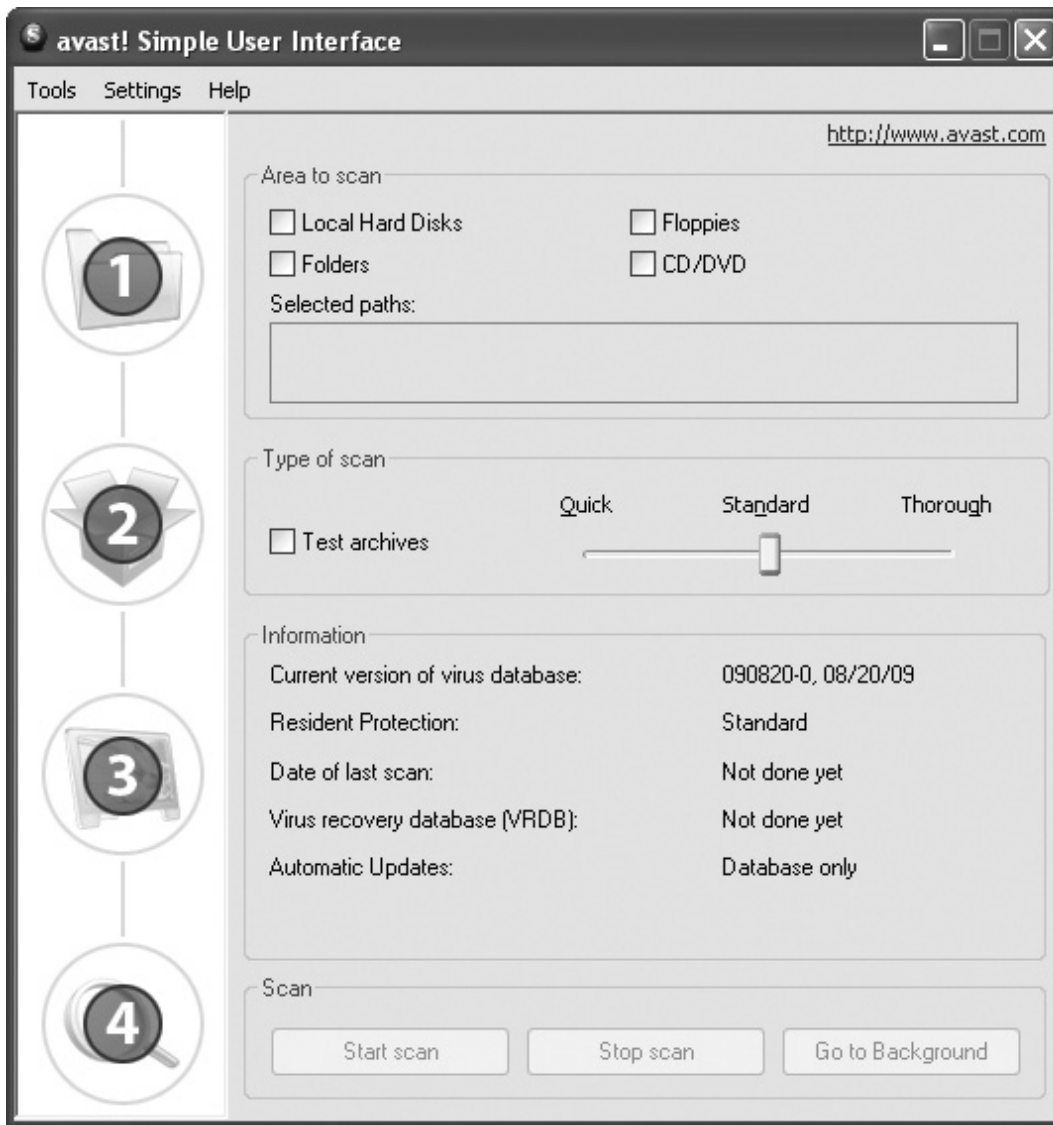 S
avast! Simple User Interface
Tools Settings Help
http://www.avast.com
Area to scan
Local Hard Disks
Floppies
Folders
CD/DVD
Selected paths:
1
Type of scan
Quick Standard Thorough
Test archives
2
Information
Current version of virus database: 090820-0, 08/20/09
Resident Protection: Standard
Date of last scan: Not done yet
Virus recovery database (VRDB): Not done yet
Automatic Updates: Database only
3
Scan
Start scan Stop scan Go to Background
4